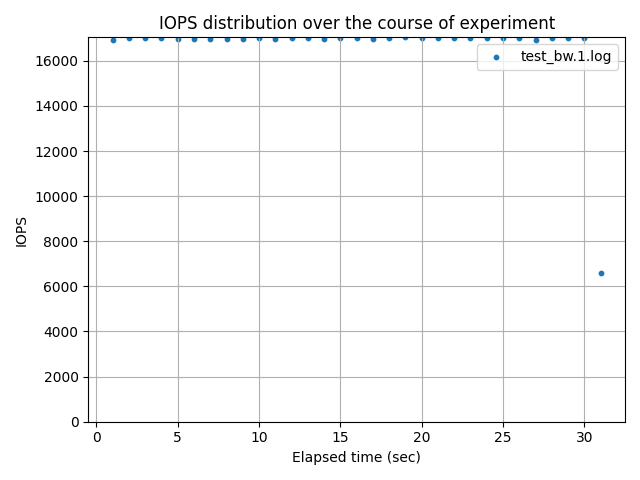 IOPS distribution over the course of experiment
test_bw.1.log
16000
14000
12000
10000
8000
6000
4000
2000
0
IOPS
0 5 10 15 20 25 30
Elapsed time (sec)